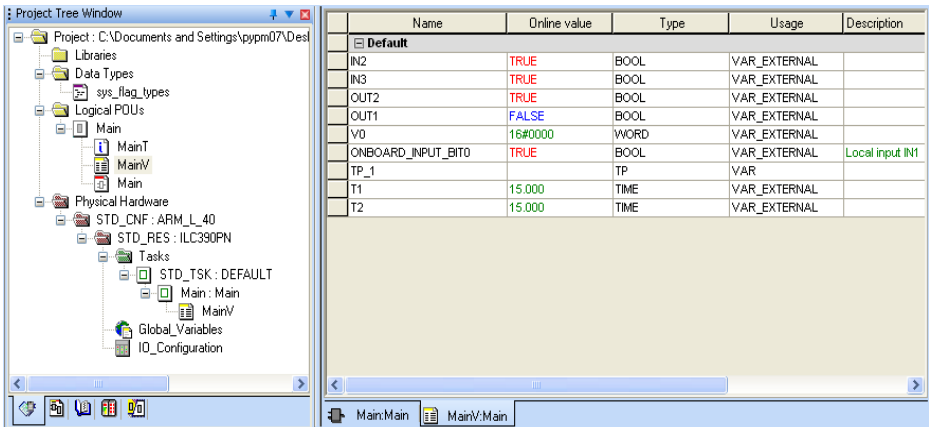 Project Tree Window
Project : C:\Documents and Settings\pypm07\Desl
Libraries
Data Types
sys_flag_types
Logical POUs
Main
MainT
MainV
Main
Physical Hardware
STD_CNF : ARM_L_40
STD_RES : ILC390PN
Tasks
STD_TSK : DEFAULT
Main : Main
MainV
Global_Variables
IO_Configuration
Name Online value Type Usage Description
Default
IN2 TRUE BOOL VAR_EXTERNAL
IN3 TRUE BOOL VAR_EXTERNAL
OUT2 TRUE BOOL VAR_EXTERNAL
OUT1 FALSE BOOL VAR_EXTERNAL
V0 16#0000 WORD VAR_EXTERNAL
ONBOARD_INPUT_BIT0 TRUE BOOL VAR_EXTERNAL Local input IN1
TP_1 TP VAR
T1 15.000 TIME VAR_EXTERNAL
T2 15.000 TIME VAR_EXTERNAL
Main:Main MainV:Main